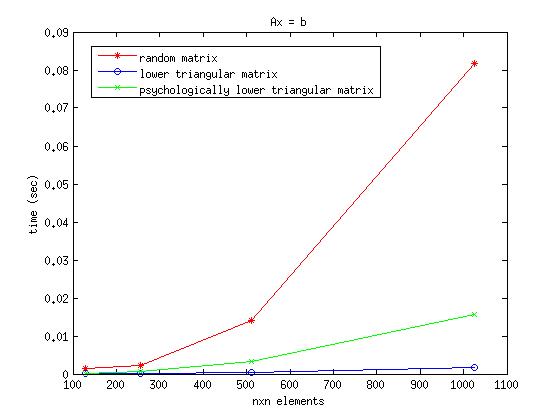 Ax = b
0.09
0.08
0.07
0.06
0.05
0.04
0.03
0.02
0.01
0
time (sec)
random matrix
lower triangular matrix
psychologically lower triangular matrix
100 200 300 400 500 600 700 800 900 1000 1100
nxn elements